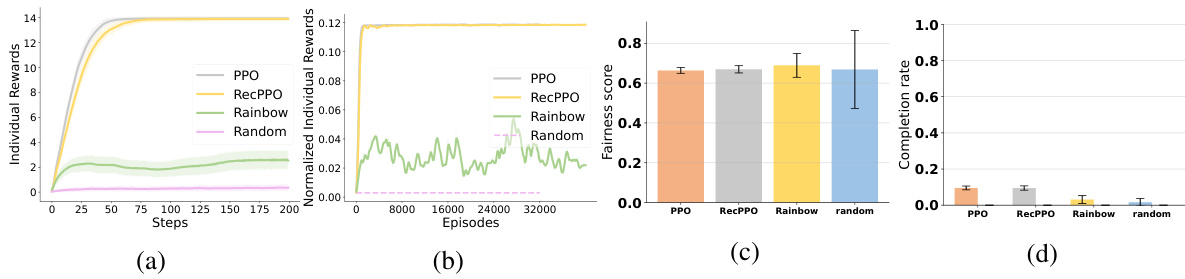 Individual Rewards
14
12
10
8
6
4
2
0
PPO
RecPPO
Rainbow
Random
0 25 50 75 100 125 150 175 200
Steps
(a)
Normalized Individual Rewards
0.12
0.10
0.08
0.06
0.04
0.02
0.00
PPO
RecPPO
Rainbow
Random
0 8000 16000 24000 32000
Episodes
(b)
Fairness score
0.8
0.6
0.4
0.2
0.0
PPO RecPPO Rainbow random
(c)
Completion rate
1.0
0.8
0.6
0.4
0.2
0.0
PPO RecPPO Rainbow random
(d)